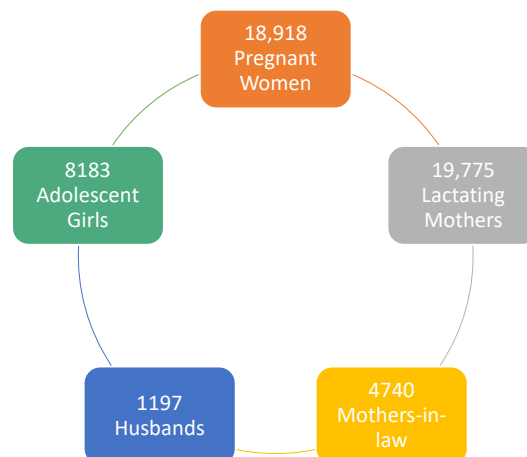 18,918
Pregnant
Women
19,775
Lactating
Mothers
4740
Mothers-in-
law
1197
Husbands
8183
Adolescent
Girls